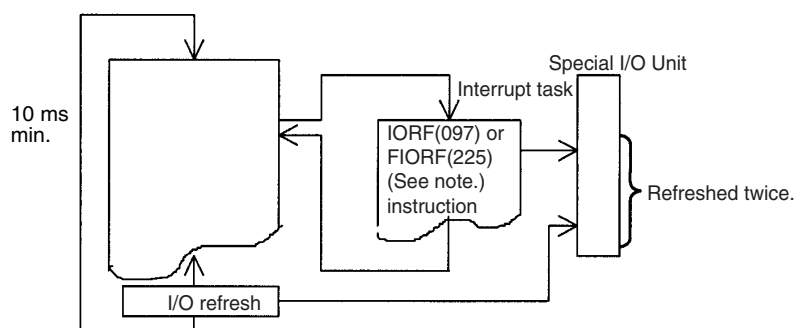 Special I/O Unit
Interrupt task
10 ms
min.
IORF(097) or
FIORF(225)
(See note.)
instruction
Refreshed twice.
I/O refresh